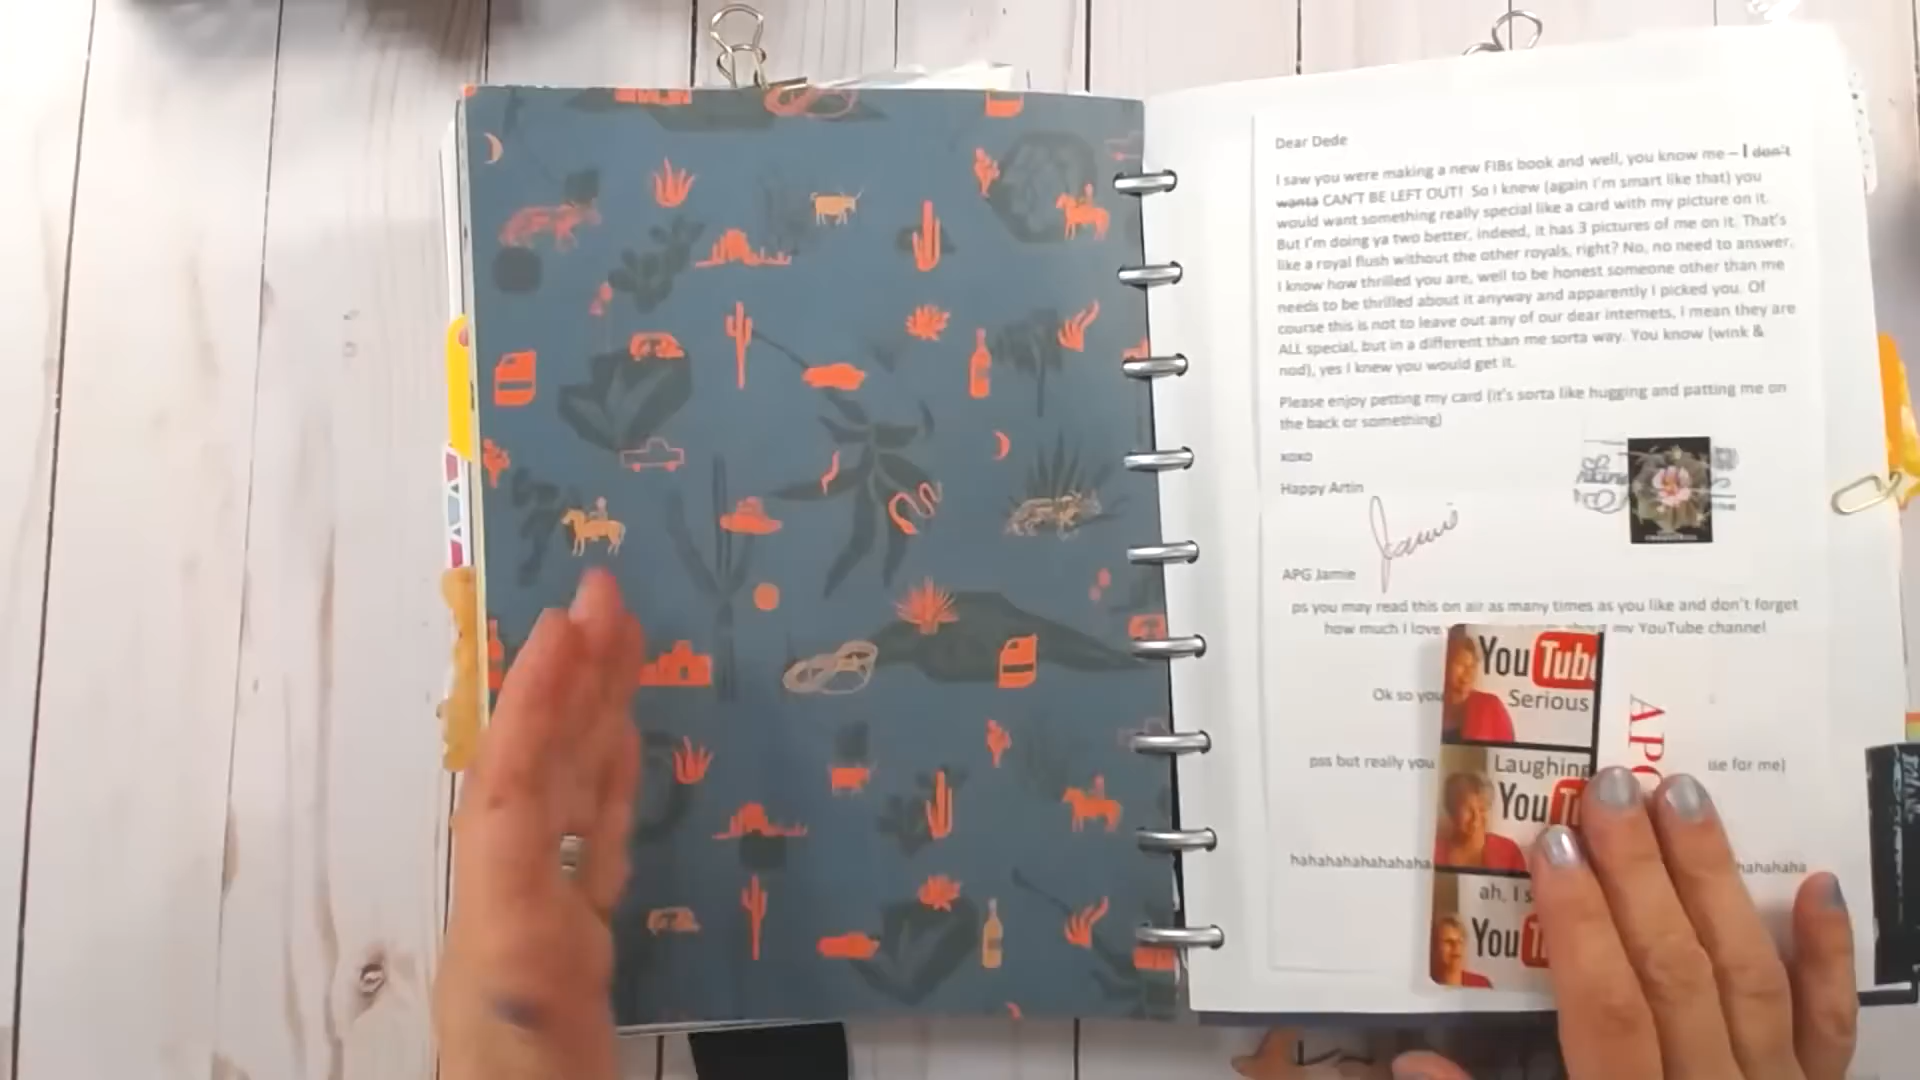 Dear Dede
I saw you were making a new FIBs book and well, you know me – I don't
wanta CAN'T BE LEFT OUT! So I knew (again I'm smart like that) you
would want something really special like a card with my picture on it.
But I'm doing ya two better, indeed, it has 3 pictures of me on it. That's
like a royal flush without the other royals, right? No, no need to answer,
I know how thrilled you are, well to be honest someone other than me
needs to be thrilled about it anyway and apparently I picked you. Of
course this is not to leave out any of our dear internets, I mean they are
ALL special, but in a different than me sorta way. You know (wink &
nod), yes I knew you would get it.
Please enjoy petting my card (it's sorta like hugging and patting me on
the back or something)
xoxo
Happy Artin
Jamie
APG Jamie
ps you may read this on air as many times as you like and don't forget
how much I love my YouTube channel
You Tub
Serious
Ok so you
APG
pss but really you
Laughing
use for me)
You T
hahahahahahahaha
hahahaha
ah, I s
You T